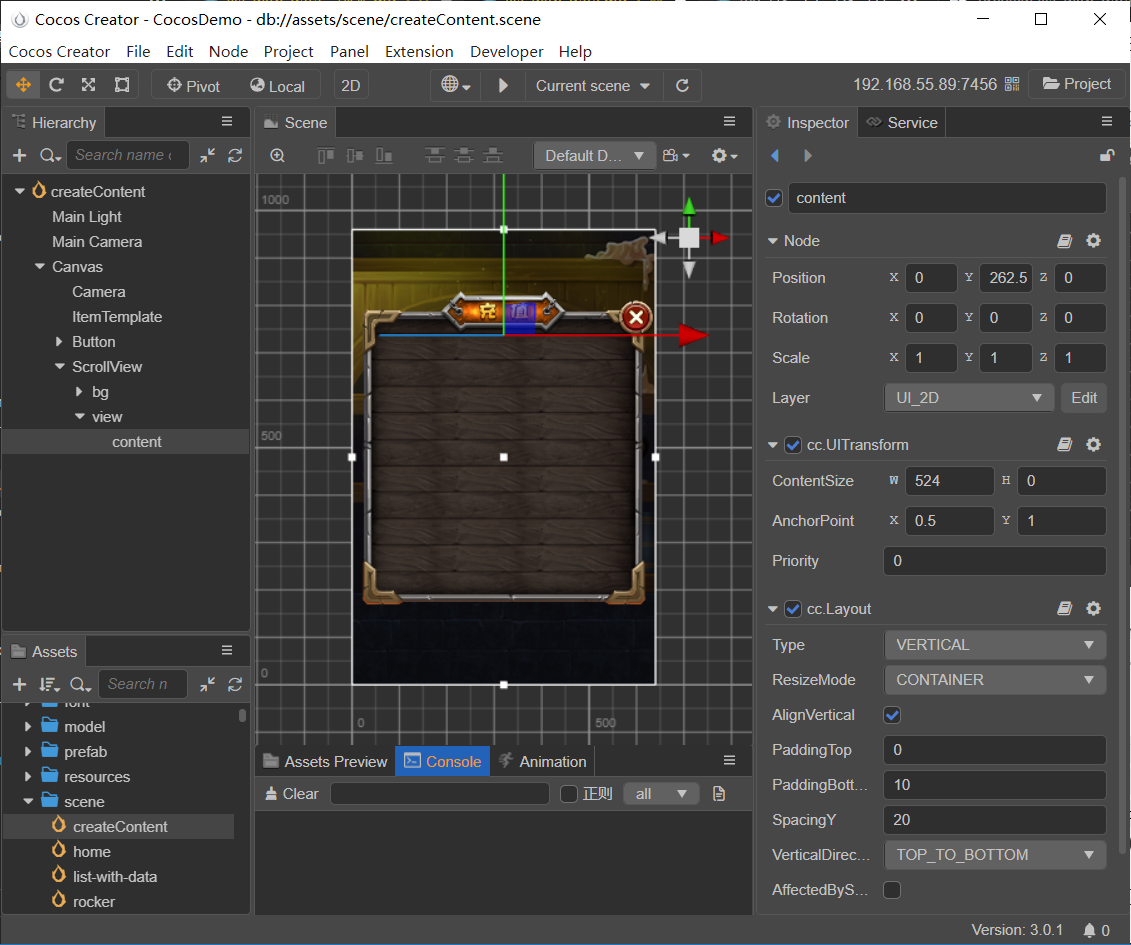 Cocos Creator - CocosDemo - db://assets/scene/createContent.scene
Cocos Creator File Edit Node Project Panel Extension Developer Help
Pivot Local 2D Current scene 192.168.55.89:7456 Project
Hierarchy
Search name
createContent
Main Light
Main Camera
Canvas
Camera
ItemTemplate
Button
ScrollView
bg
view
content
Assets
Search n
font
model
prefab
resources
scene
createContent
home
list-with-data
rocker
Scene
Default D...
1000
充值
500
0
0 500
Assets Preview Console Animation
Clear 正则 all
Inspector Service
content
Node
Position X 0 Y 262.5 Z 0
Rotation X 0 Y 0 Z 0
Scale X 1 Y 1 Z 1
Layer UI_2D Edit
cc.UITransform
ContentSize W 524 H 0
AnchorPoint X 0.5 Y 1
Priority 0
cc.Layout
Type VERTICAL
ResizeMode CONTAINER
AlignVertical
PaddingTop 0
PaddingBott... 10
SpacingY 20
VerticalDirec... TOP_TO_BOTTOM
AffectedByS...
Version: 3.0.1 0